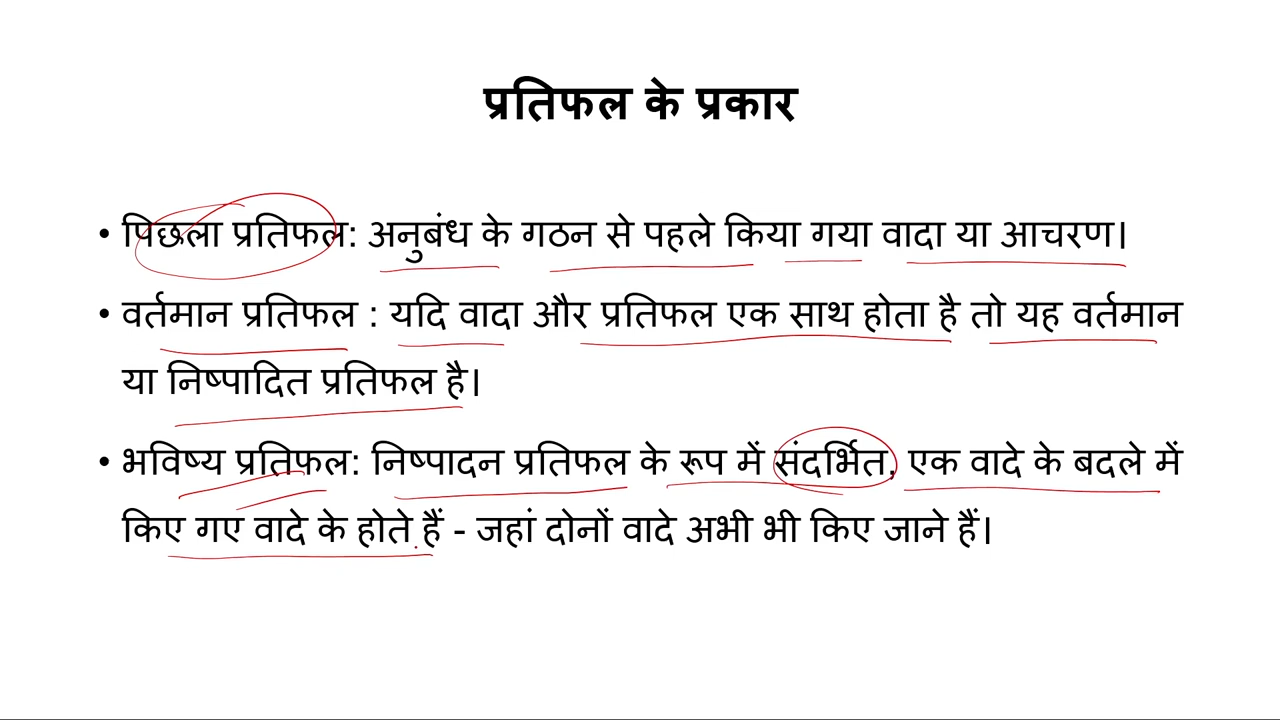 प्रतिफल के प्रकार
• पिछला प्रतिफल: अनुबंध के गठन से पहले किया गया वादा या आचरण।
• वर्तमान प्रतिफल : यदि वादा और प्रतिफल एक साथ होता है तो यह वर्तमान
या निष्पादित प्रतिफल है।
• भविष्य प्रतिफल: निष्पादन प्रतिफल के रूप में संदर्भित, एक वादे के बदले में
किए गए वादे के होते हैं - जहां दोनों वादे अभी भी किए जाने हैं।